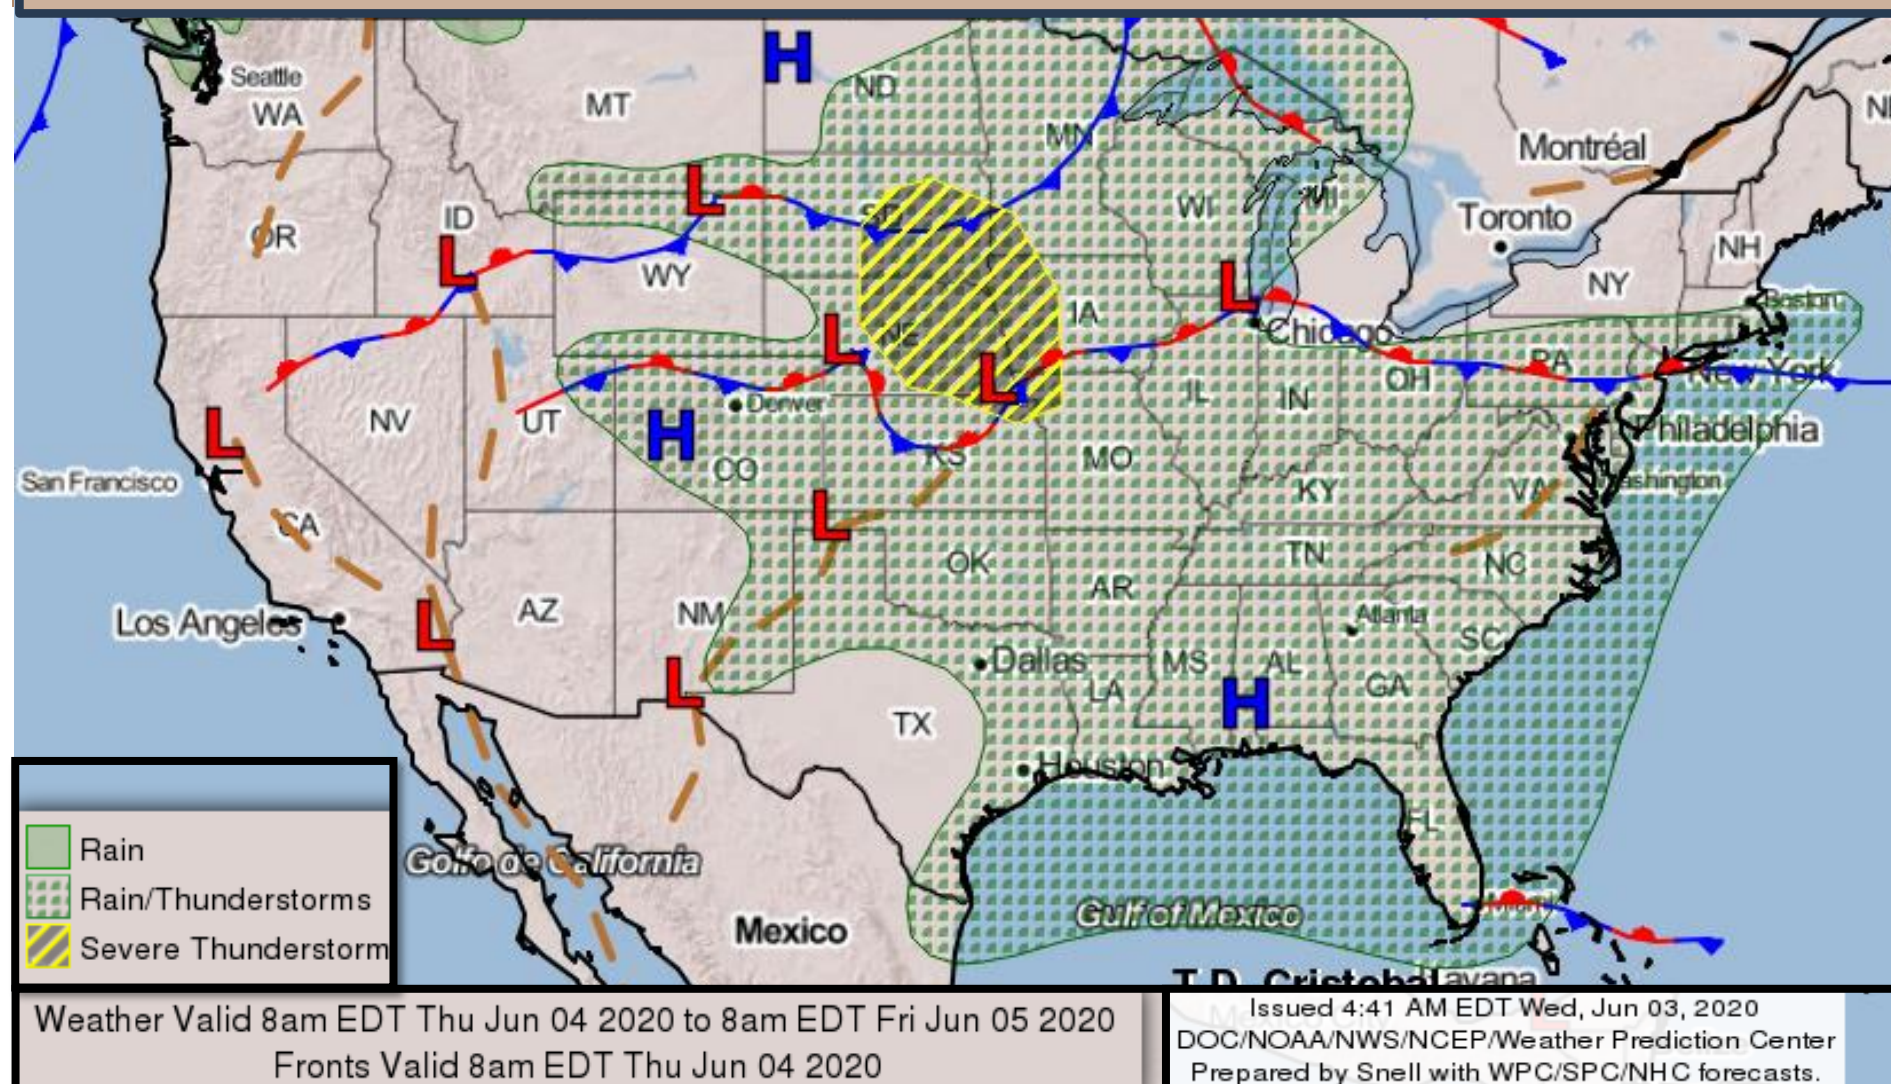 H
ND
Seattle
WA
MT
MN
Montréal
L
ID
OR
SD
WI
MI
Toronto
NH
L
WY
NY
L
IA
Boston
Chicago
L
NE
PA
New York
L
OH
NV
UT
Denver
IL
IN
L
H
Philadelphia
San Francisco
CO
KS
MO
KY
VA
Washington
CA
L
OK
TN
NC
Los Angeles
L
AZ
NM
AR
Atlanta
SC
Dallas
MS
AL
L
LA
GA
H
TX
Houston
FL
Rain
Golfo de California
Rain/Thunderstorms
Miami
Gulf of Mexico
Mexico
Severe Thunderstorm
T.D. Cristobal
Havana
Weather Valid 8am EDT Thu Jun 04 2020 to 8am EDT Fri Jun 05 2020
Fronts Valid 8am EDT Thu Jun 04 2020
Issued 4:41 AM EDT Wed, Jun 03, 2020
Mexico City
DOC/NOAA/NWS/NCEP/Weather Prediction Center
Prepared by Snell with WPC/SPC/NHC forecasts.